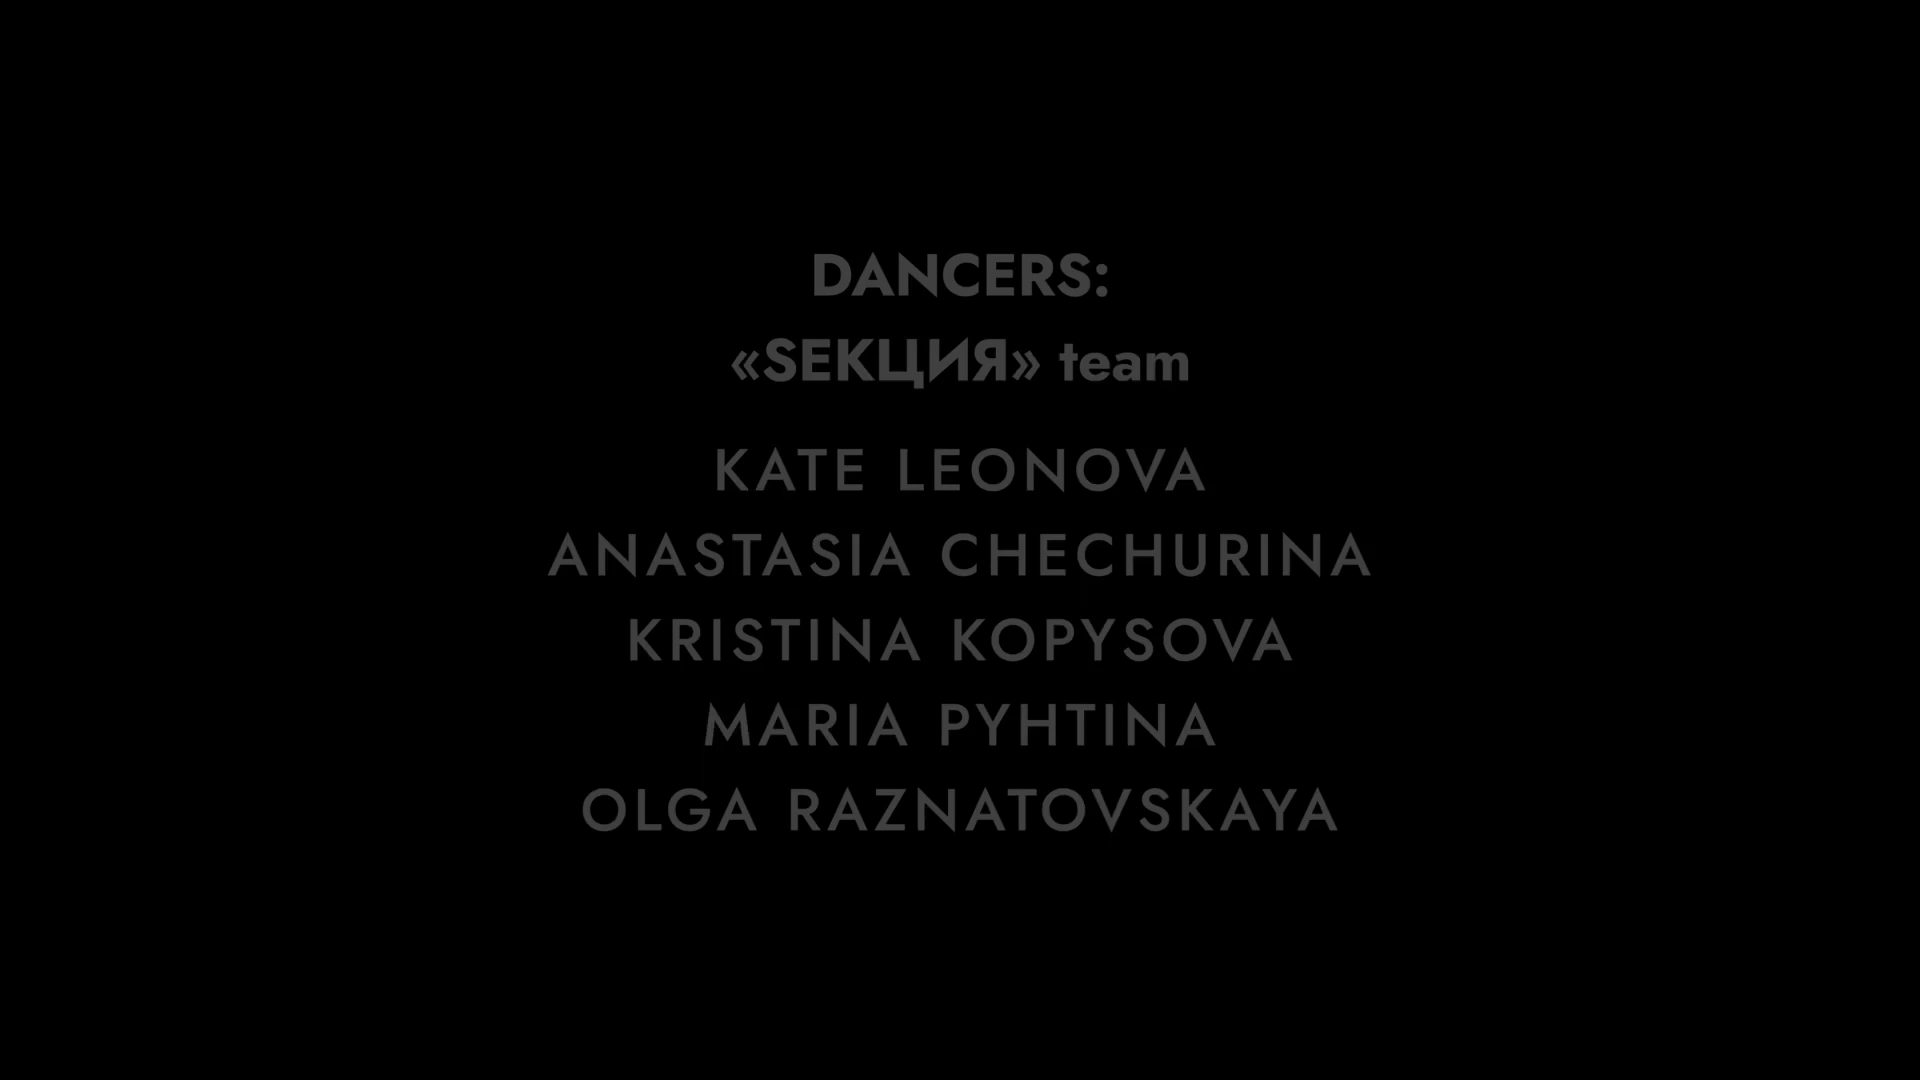 DANCERS:
«SEKЦИЯ» team
KATE LEONOVA
ANASTASIA CHECHURINA
KRISTINA KOPYSOVA
MARIA PYHTINA
OLGA RAZNATOVSKAYA